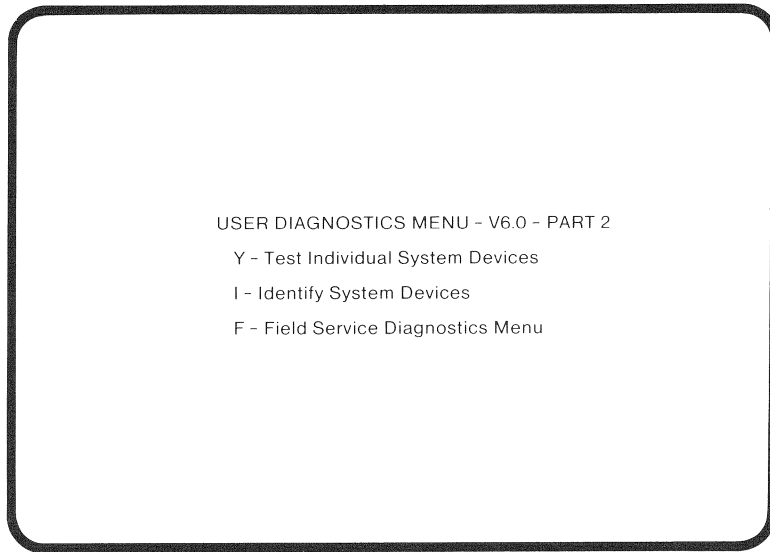 USER DIAGNOSTICS MENU – V6.0 – PART 2
Y – Test Individual System Devices
I – Identify System Devices
F – Field Service Diagnostics Menu